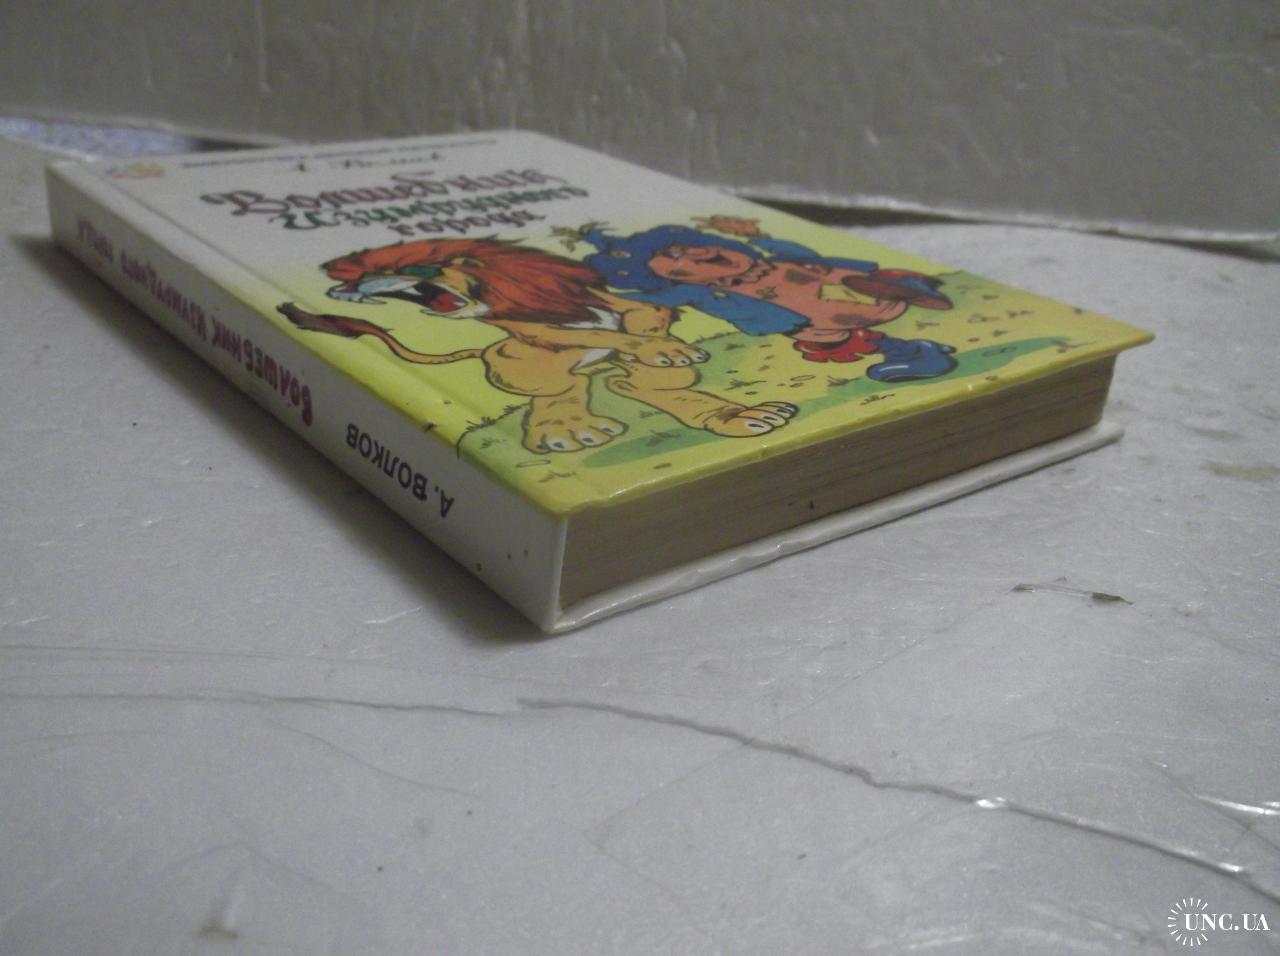 Волшебник
Изумрудного
города
А. ВОЛКОВ
ВОЛШЕБНИК ИЗУМРУДНОГО ГОРОДА
UNC.UA